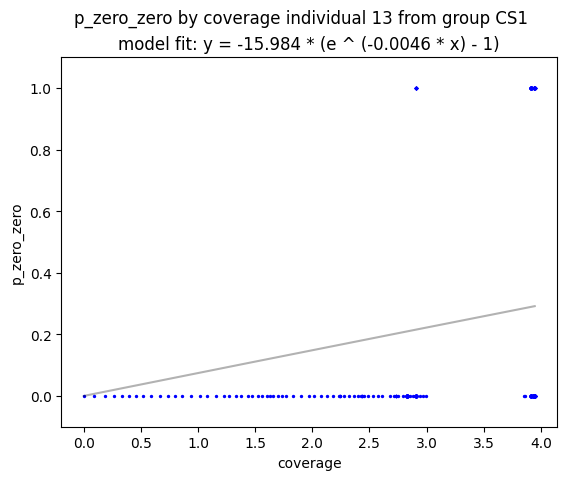 p_zero_zero by coverage individual 13 from group CS1
model fit: y = -15.984 * (e ^ (-0.0046 * x) - 1)
1.0
0.8
0.6
p_zero_zero
0.4
0.2
0.0
0.0 0.5 1.0 1.5 2.0 2.5 3.0 3.5 4.0
coverage